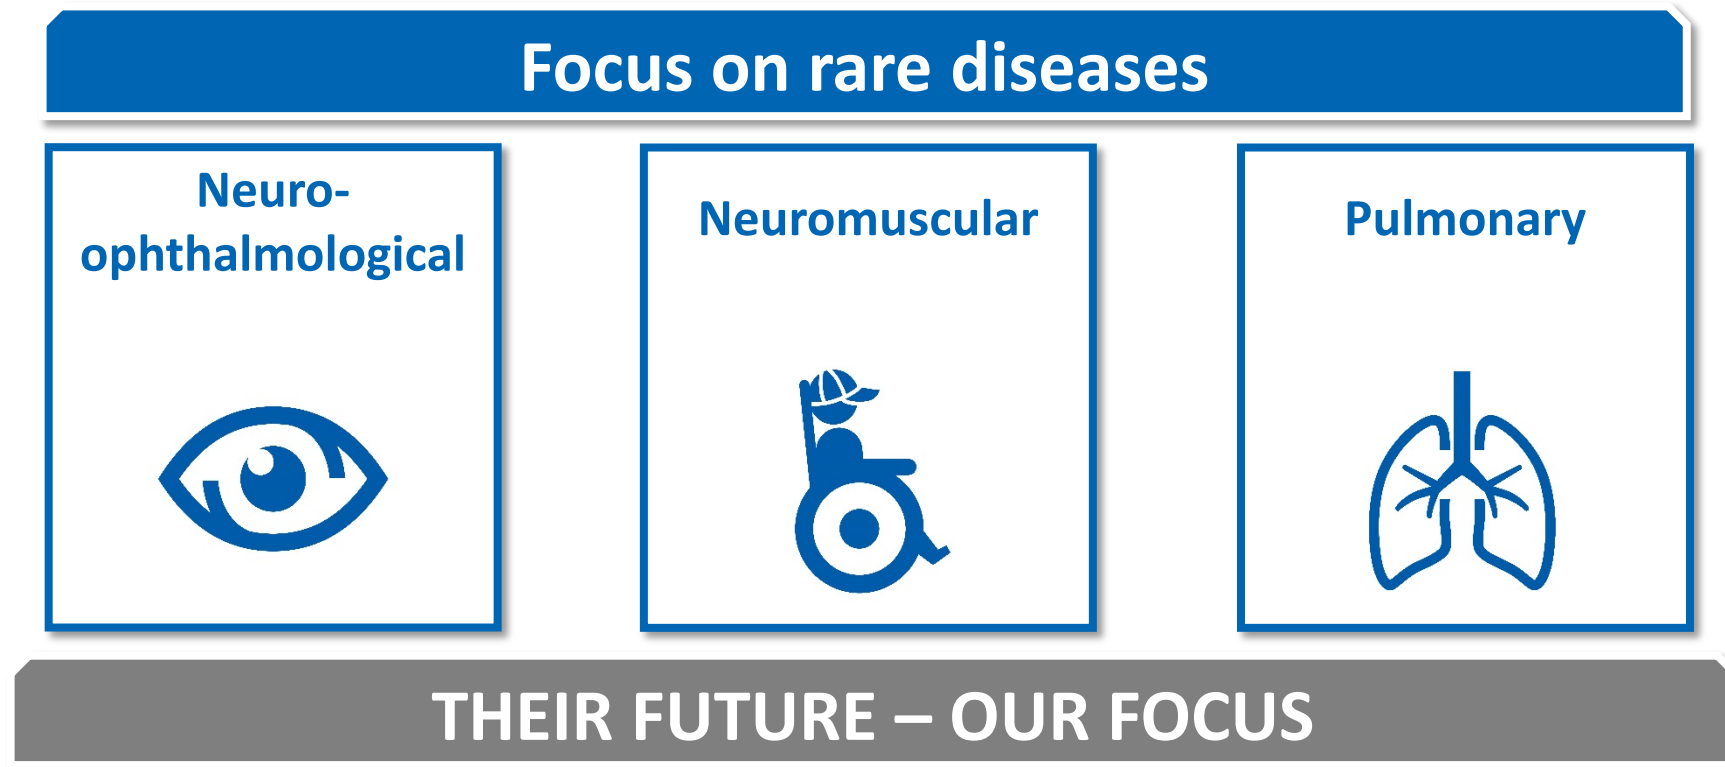 Focus on rare diseases
Neuro-
ophthalmological
Neuromuscular
Pulmonary
THEIR FUTURE – OUR FOCUS